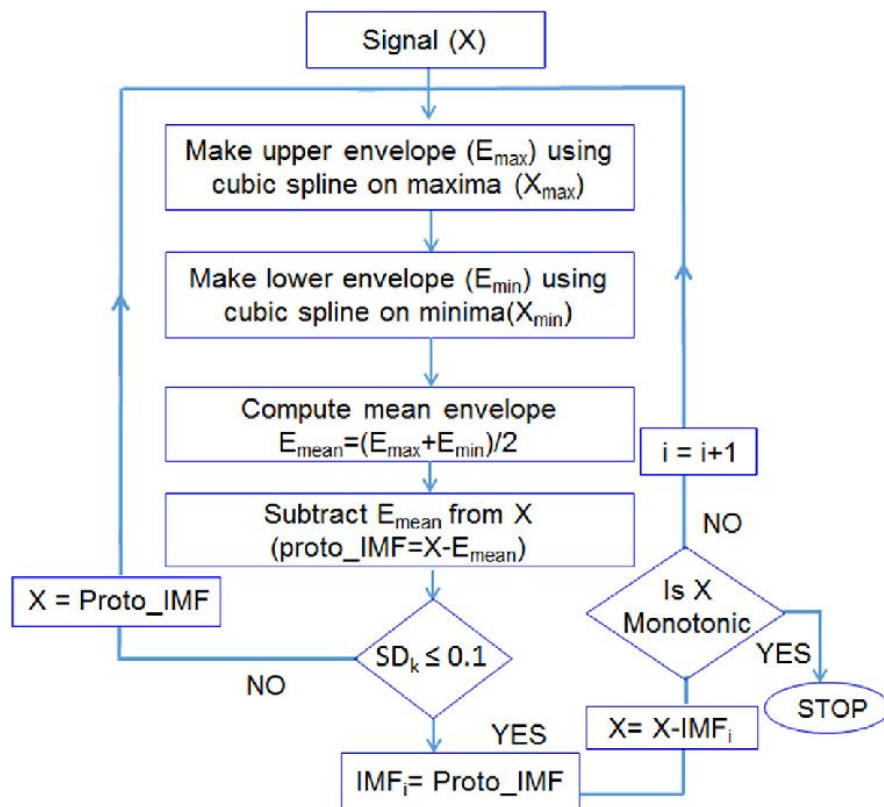 Signal (X)
Make upper envelope (Emax) using
cubic spline on maxima (Xmax)
Make lower envelope (Emin) using
cubic spline on minima(Xmin)
Compute mean envelope
Emean=(Emax+Emin)/2
i = i+1
Subtract Emean from X
(proto_IMF=X-Emean)
NO
X = Proto_IMF
Is X
Monotonic
SDk ≤ 0.1
NO
YES
YES
X= X-IMFi
STOP
IMFi= Proto_IMF